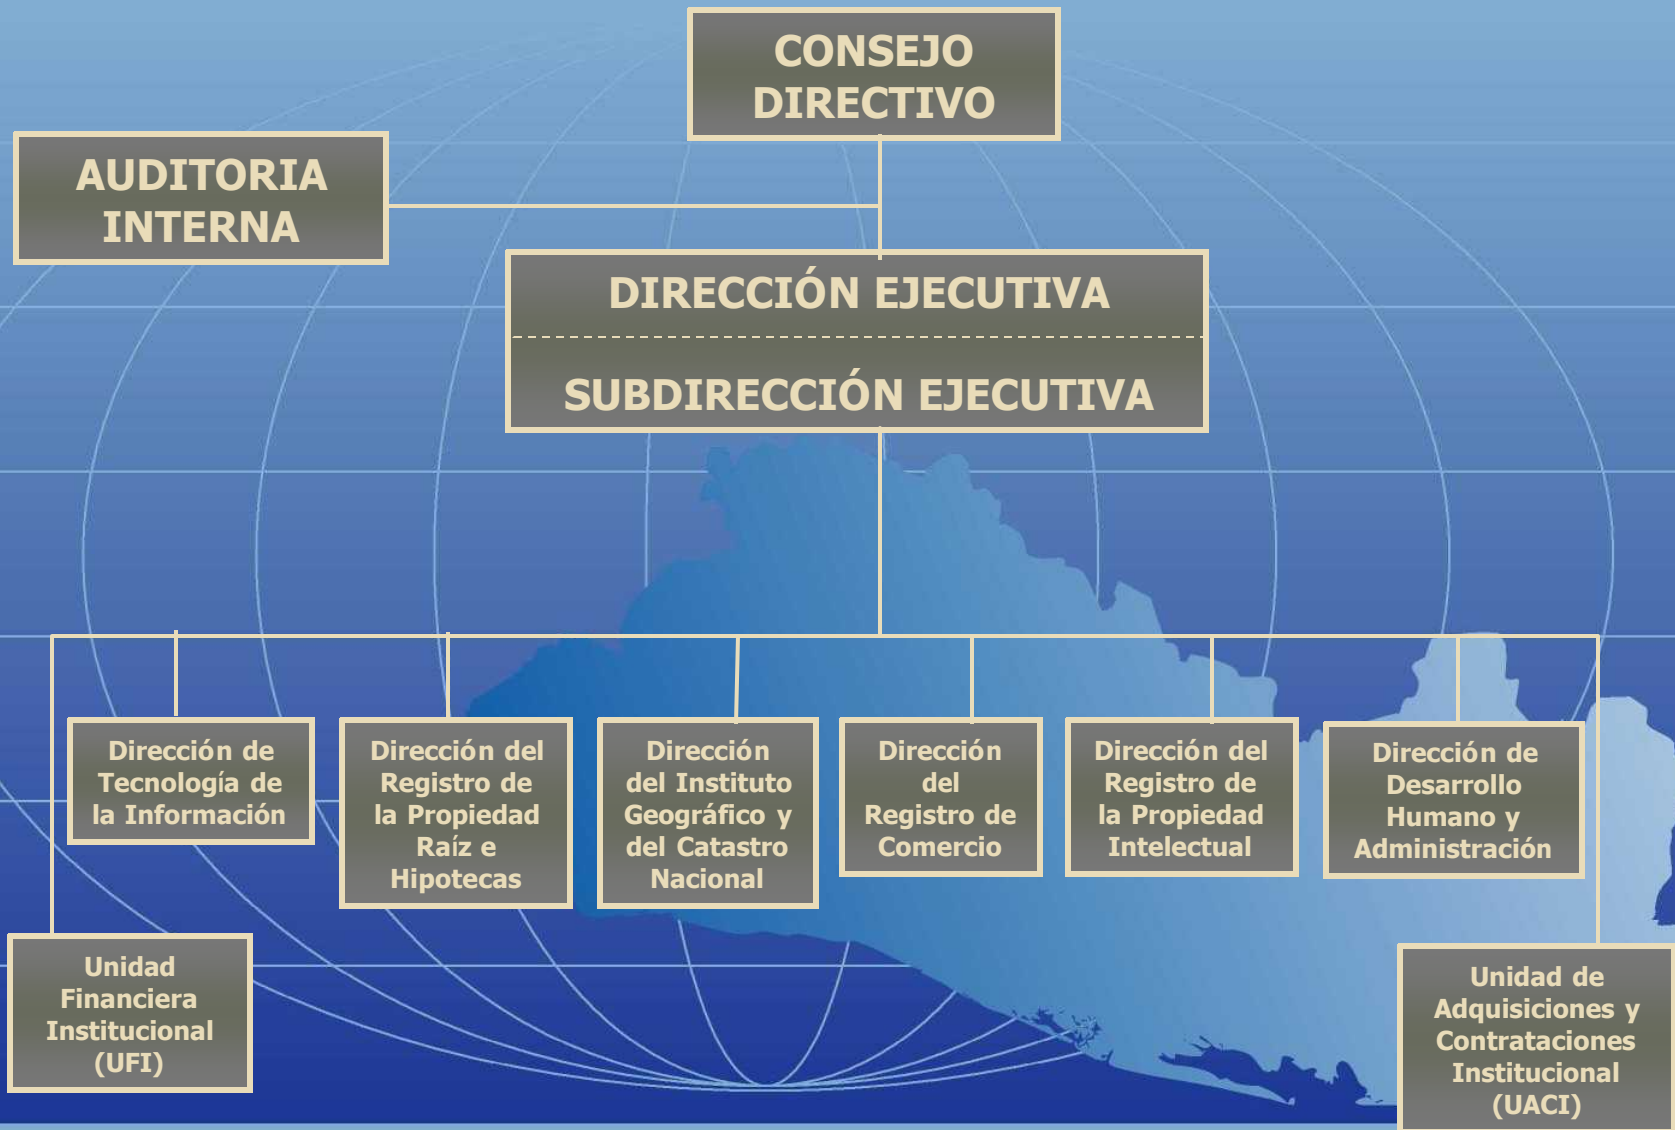 CONSEJO
DIRECTIVO
AUDITORIA
INTERNA
DIRECCIÓN EJECUTIVA
SUBDIRECCIÓN EJECUTIVA
Dirección de
Tecnología de
la Información
Dirección del
Registro de
la Propiedad
Raíz e
Hipotecas
Dirección
del Instituto
Geográfico y
del Catastro
Nacional
Dirección
del
Registro de
Comercio
Dirección del
Registro de
la Propiedad
Intelectual
Dirección de
Desarrollo
Humano y
Administración
Unidad
Financiera
Institucional
(UFI)
Unidad de
Adquisiciones y
Contrataciones
Institucional
(UACI)